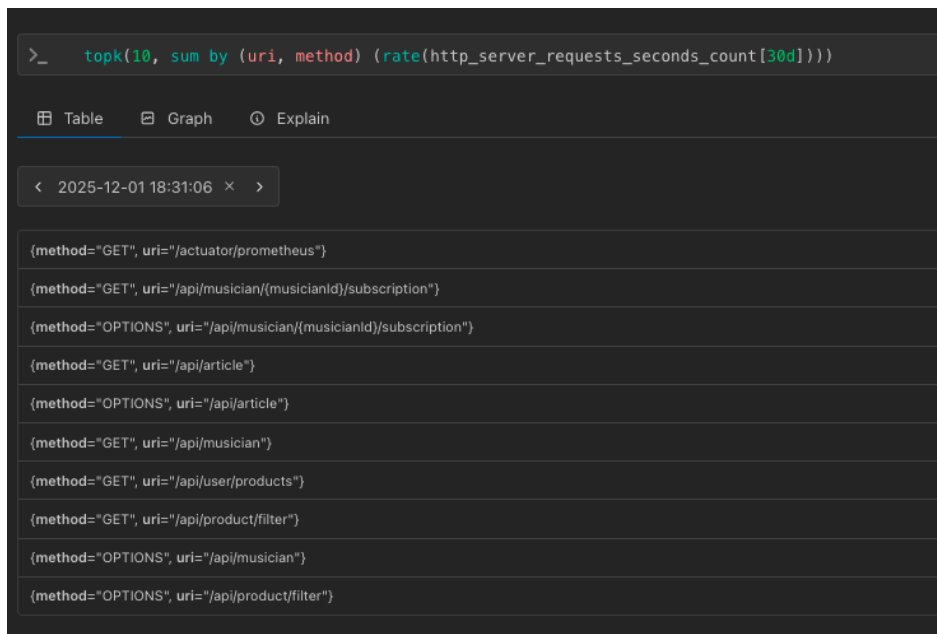 >_ topk(10, sum by (uri, method) (rate(http_server_requests_seconds_count[30d])))
Table Graph Explain
< 2025-12-01 18:31:06 × >
{method="GET", uri="/actuator/prometheus"}
{method="GET", uri="/api/musician/{musicianId}/subscription"}
{method="OPTIONS", uri="/api/musician/{musicianId}/subscription"}
{method="GET", uri="/api/article"}
{method="OPTIONS", uri="/api/article"}
{method="GET", uri="/api/musician"}
{method="GET", uri="/api/user/products"}
{method="GET", uri="/api/product/filter"}
{method="OPTIONS", uri="/api/musician"}
{method="OPTIONS", uri="/api/product/filter"}